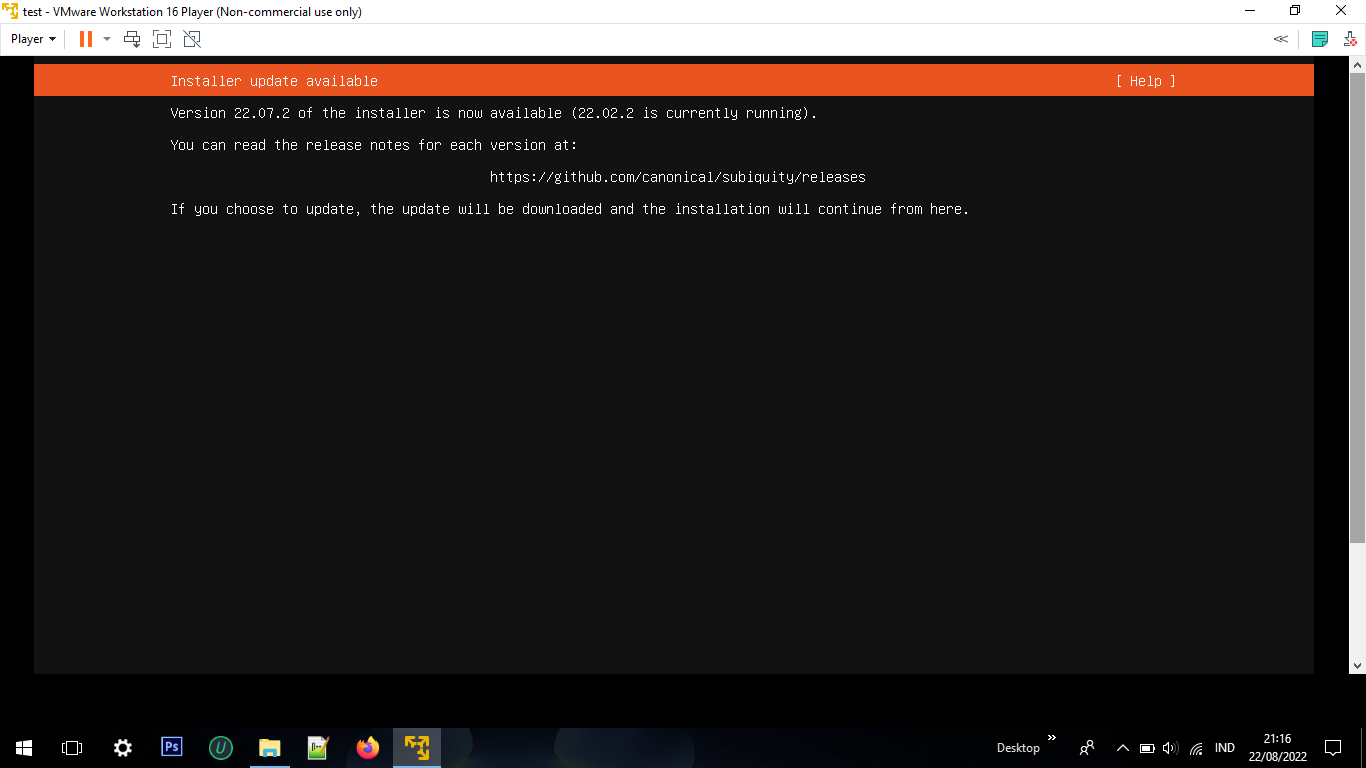 test - VMware Workstation 16 Player (Non-commercial use only)
Player
Installer update available [ Help ]
Version 22.07.2 of the installer is now available (22.02.2 is currently running).
You can read the release notes for each version at:
https://github.com/canonical/subiquity/releases
If you choose to update, the update will be downloaded and the installation will continue from here.
Ps
U
Desktop
IND
21:16
22/08/2022